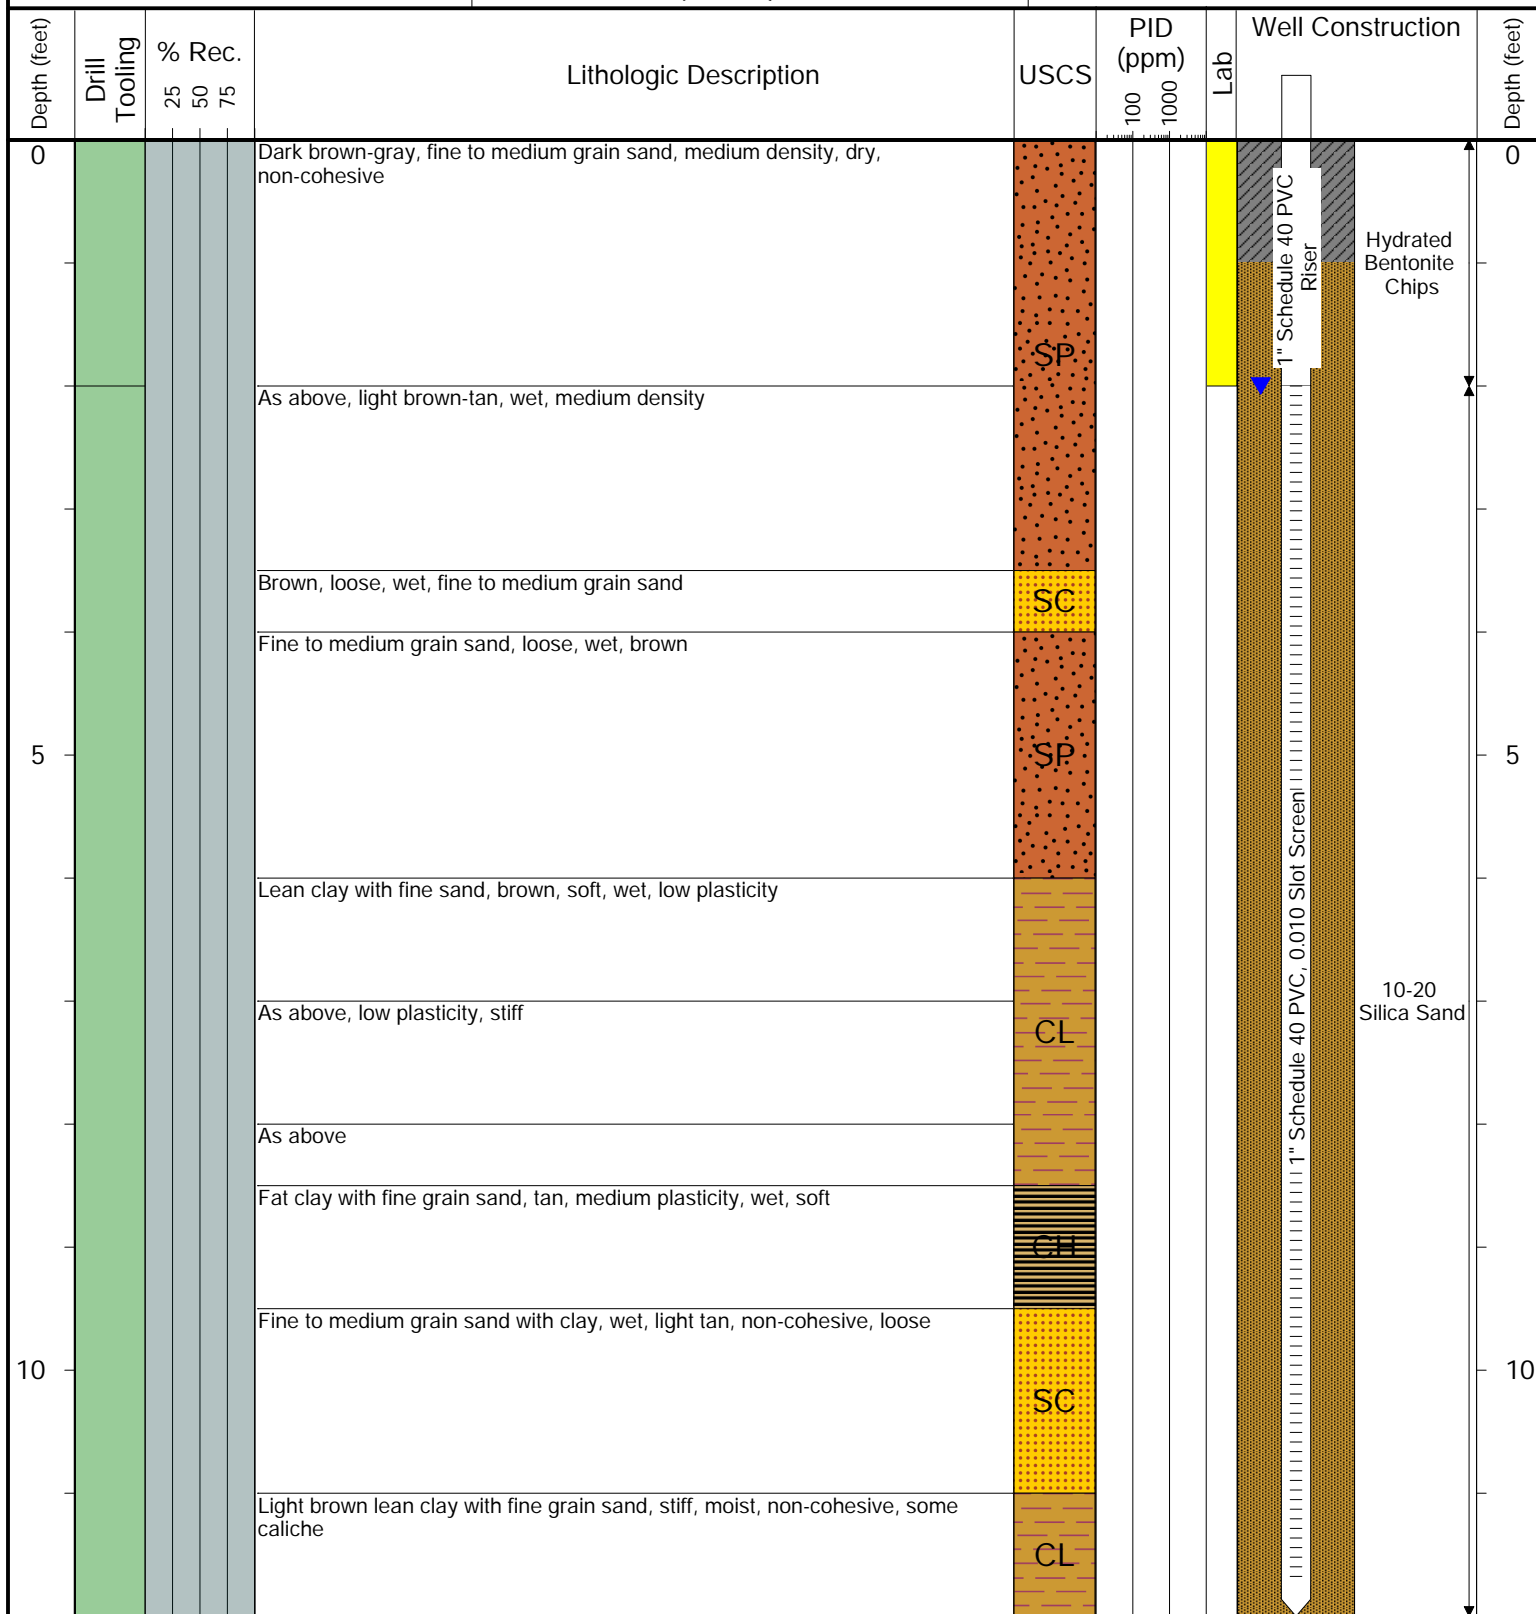 Depth (feet)
Drill
Tooling
% Rec.
25 50 75
Lithologic Description
USCS
PID
(ppm)
100 1000
Lab
Well Construction
Depth (feet)
0
Dark brown-gray, fine to medium grain sand, medium density, dry,
non-cohesive
SP
1" Schedule 40 PVC
Riser
Hydrated
Bentonite
Chips
0
As above, light brown-tan, wet, medium density
Brown, loose, wet, fine to medium grain sand
SC
Fine to medium grain sand, loose, wet, brown
5
SP
5
Lean clay with fine sand, brown, soft, wet, low plasticity
1" Schedule 40 PVC, 0.010 Slot Screen
10-20
Silica Sand
As above, low plasticity, stiff
CL
As above
Fat clay with fine grain sand, tan, medium plasticity, wet, soft
CH
Fine to medium grain sand with clay, wet, light tan, non-cohesive, loose
10
SC
10
Light brown lean clay with fine grain sand, stiff, moist, non-cohesive, some
caliche
CL